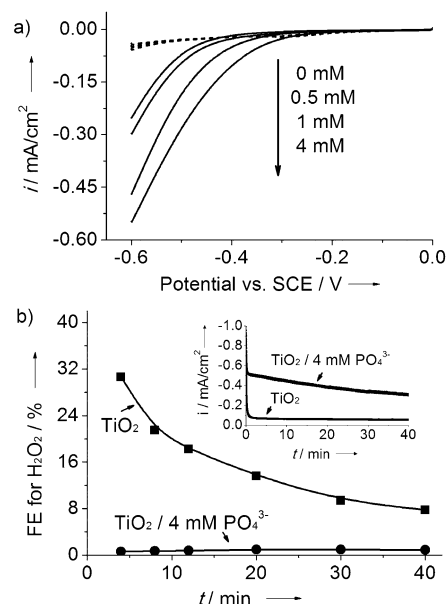 a)
0.00
-0.15
-0.30
-0.45
-0.60
i / mA/cm²
0 mM
0.5 mM
1 mM
4 mM
-0.6
-0.4
-0.2
0.0
Potential vs. SCE / V
b)
40
32
24
16
8
0
FE for H₂O₂ / %
TiO₂
TiO₂ / 4 mM PO₄³⁻
-1.0
-0.8
-0.6
-0.4
-0.2
0.0
i / mA/cm²
TiO₂ / 4 mM PO₄³⁻
TiO₂
0
10
20
30
40
t / min
0
10
20
30
40
t / min